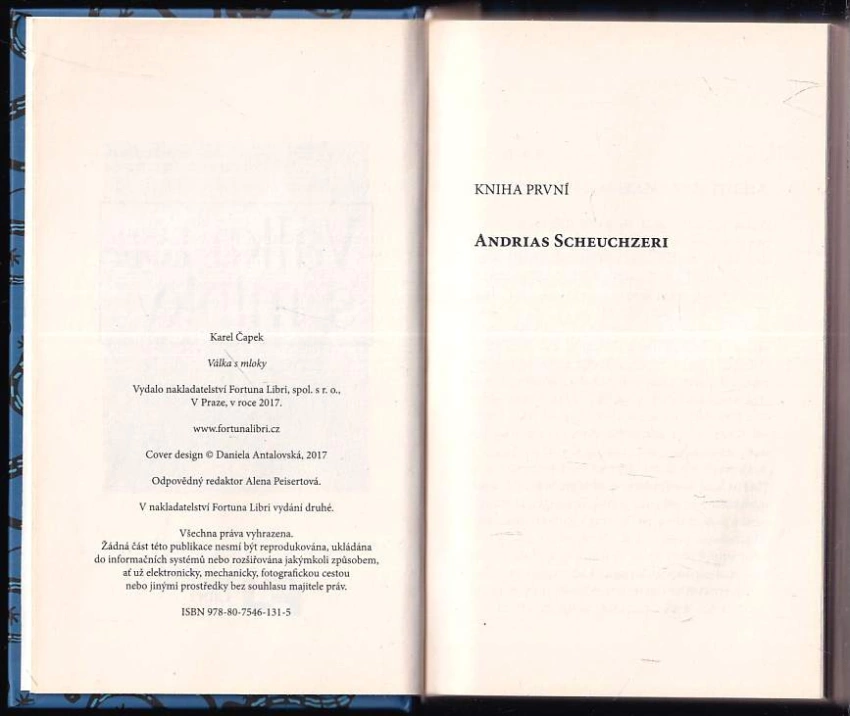 Karel Čapek
Válka s mloky
Vydalo nakladatelství Fortuna Libri, spol. s r. o.,
V Praze, v roce 2017.
www.fortunalibri.cz
Cover design © Daniela Antalovská, 2017
Odpovědný redaktor Alena Peisertová.
V nakladatelství Fortuna Libri vydání druhé.
Všechna práva vyhrazena.
Žádná část této publikace nesmí být reprodukována, ukládána
do informačních systémů nebo rozšiřována jakýmkoli způsobem,
ať už elektronicky, mechanicky, fotografickou cestou
nebo jinými prostředky bez souhlasu majitele práv.
ISBN 978-80-7546-131-5
KNIHA PRVNÍ
Andrias Scheuchzeri